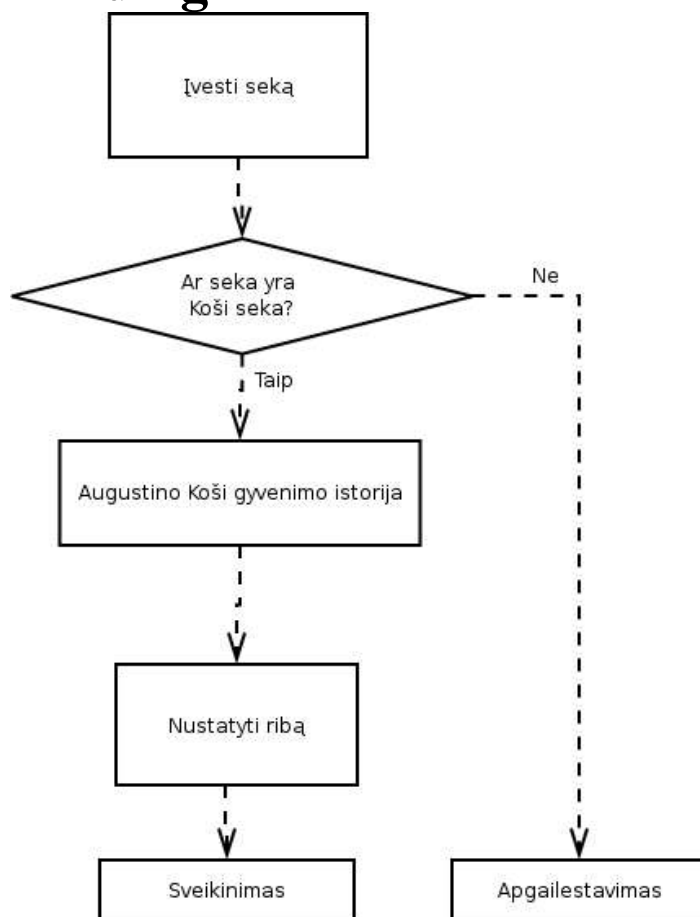 Įvesti seką
Ar seka yra
Koši seka?
Ne
Taip
Augustino Koši gyvenimo istorija
Nustatyti ribą
Sveikinimas
Apgailestavimas